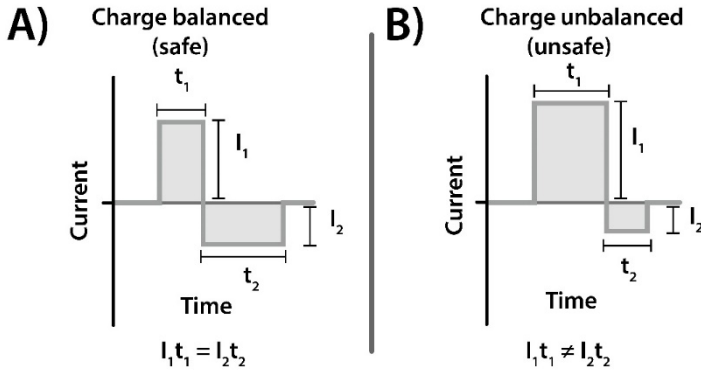 A)
Charge balanced
(safe)
t₁
I₁
Current
I₂
t₂
Time
I₁t₁ = I₂t₂
B)
Charge unbalanced
(unsafe)
t₁
I₁
Current
I₂
t₂
Time
I₁t₁ ≠ I₂t₂